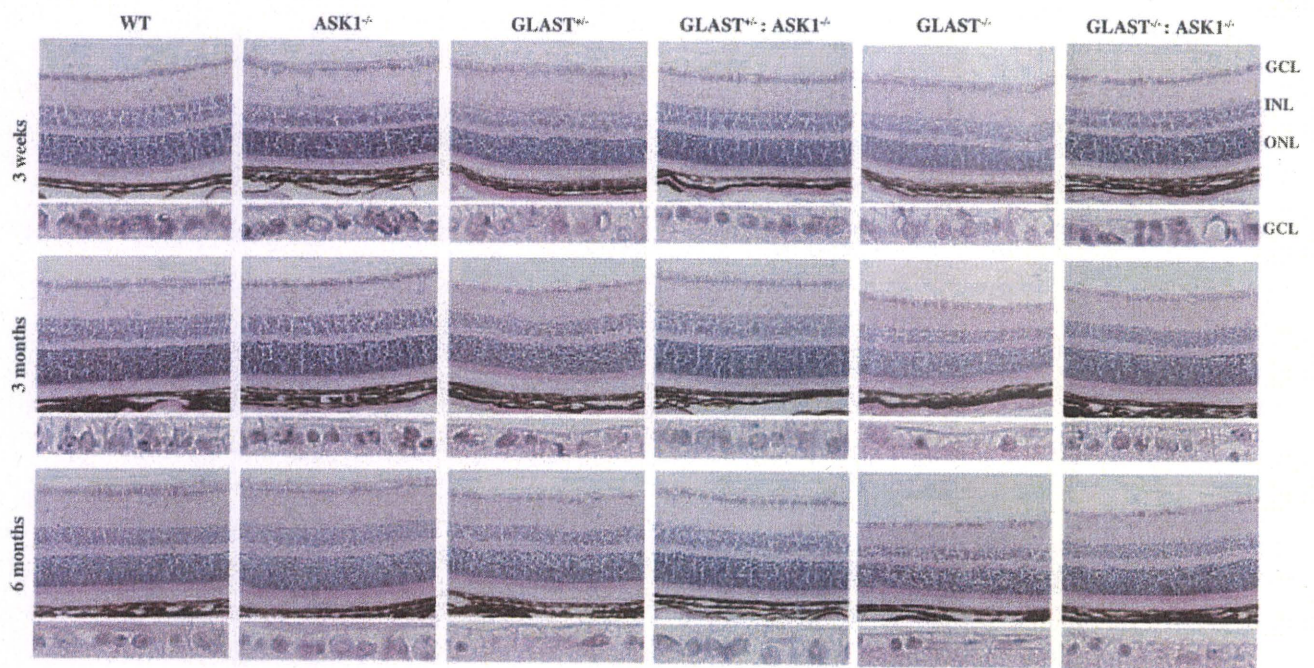 WT ASK1-/- GLAST+/- GLAST+/- : ASK1-/- GLAST-/- GLAST-/- : ASK1-/-
GCL
INL
ONL
3 weeks
GCL
3 months
6 months